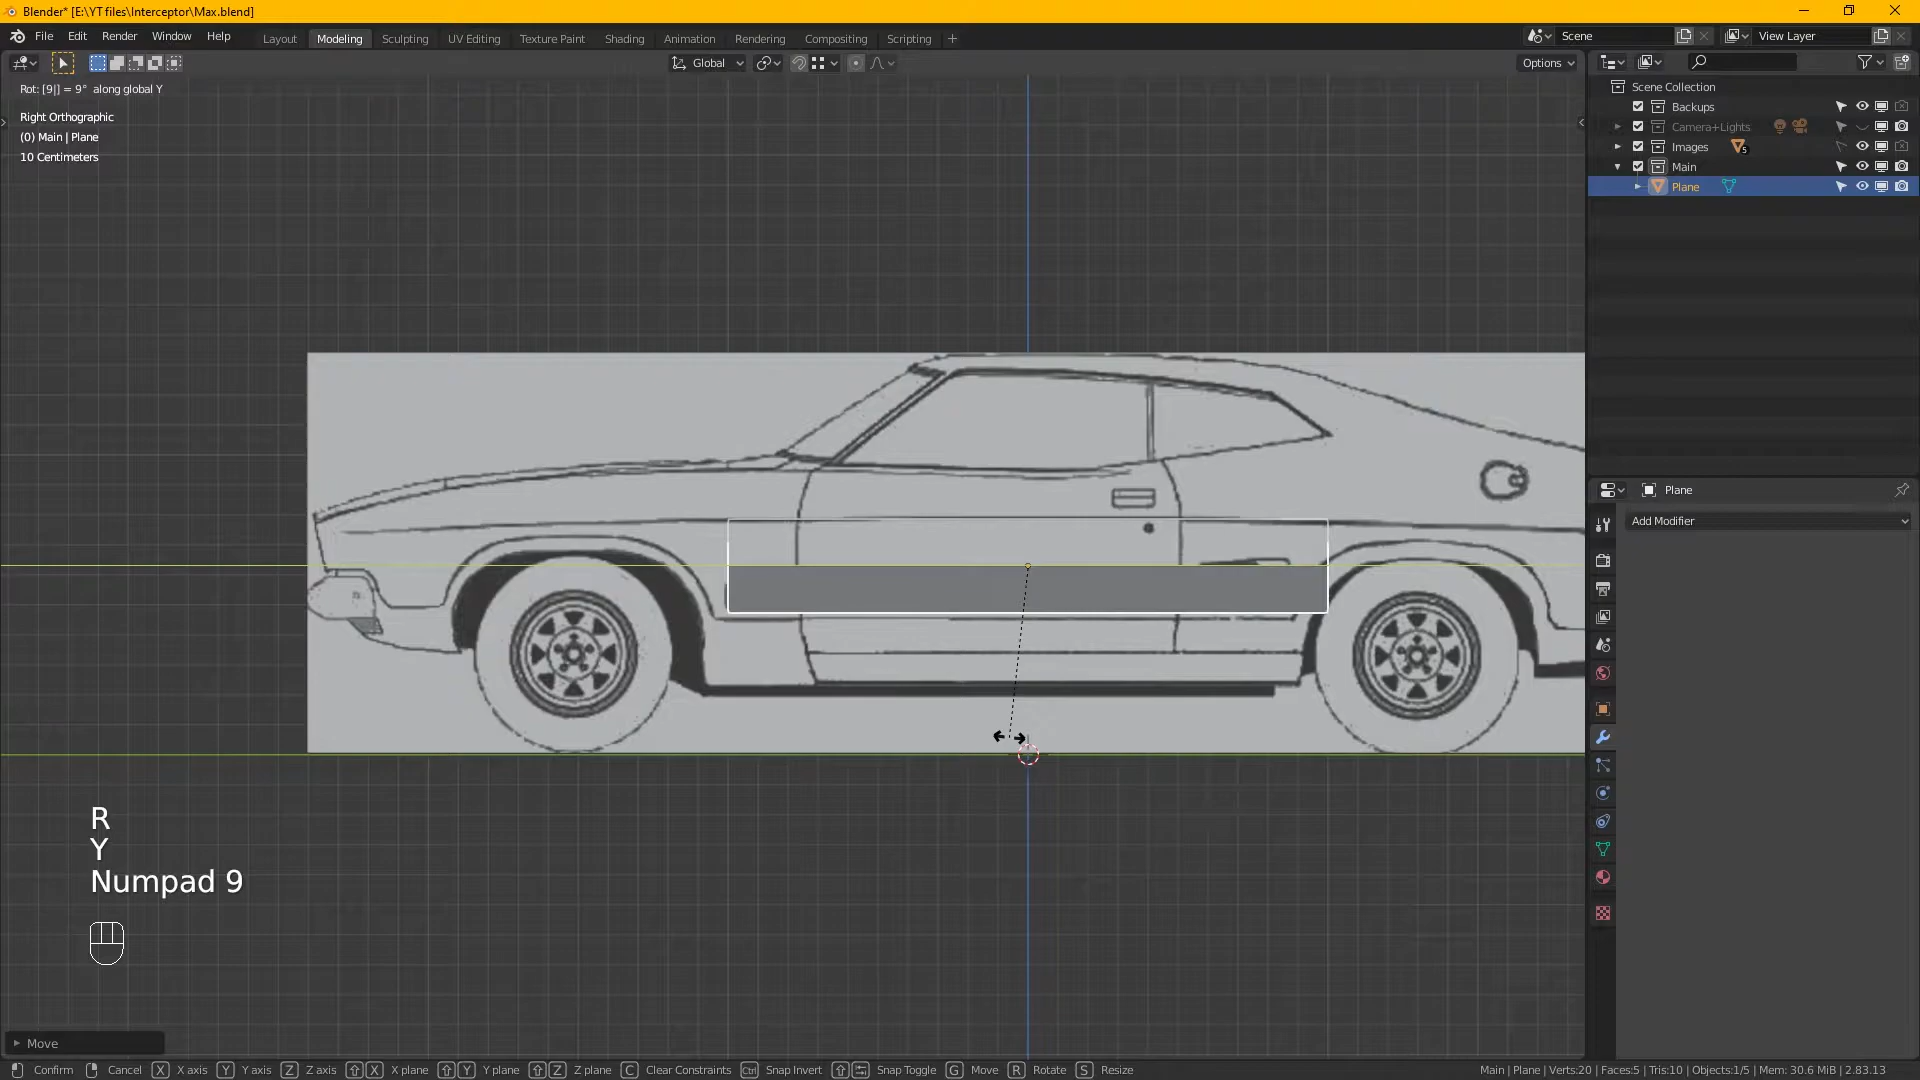 Blender* [E:\YT files\Interceptor\Max.blend]
File Edit Render Window Help Layout Modeling Sculpting UV Editing Texture Paint Shading Animation Rendering Compositing Scripting + Scene View Layer
Global Options
Rot: [9|] = 9° along global Y
Right Orthographic
(0) Main | Plane
10 Centimeters
Scene Collection
Backups
Camera+Lights
Images 5
Main
Plane
Plane
Add Modifier
R
Y
Numpad 9
Move
Confirm Cancel X X axis Y Y axis Z Z axis X X plane Y Y plane Z Z plane C Clear Constraints Ctrl Snap Invert Snap Toggle G Move R Rotate S Resize Main | Plane | Verts:20 | Faces:5 | Tris:10 | Objects:1/5 | Mem: 30.6 MiB | 2.83.13